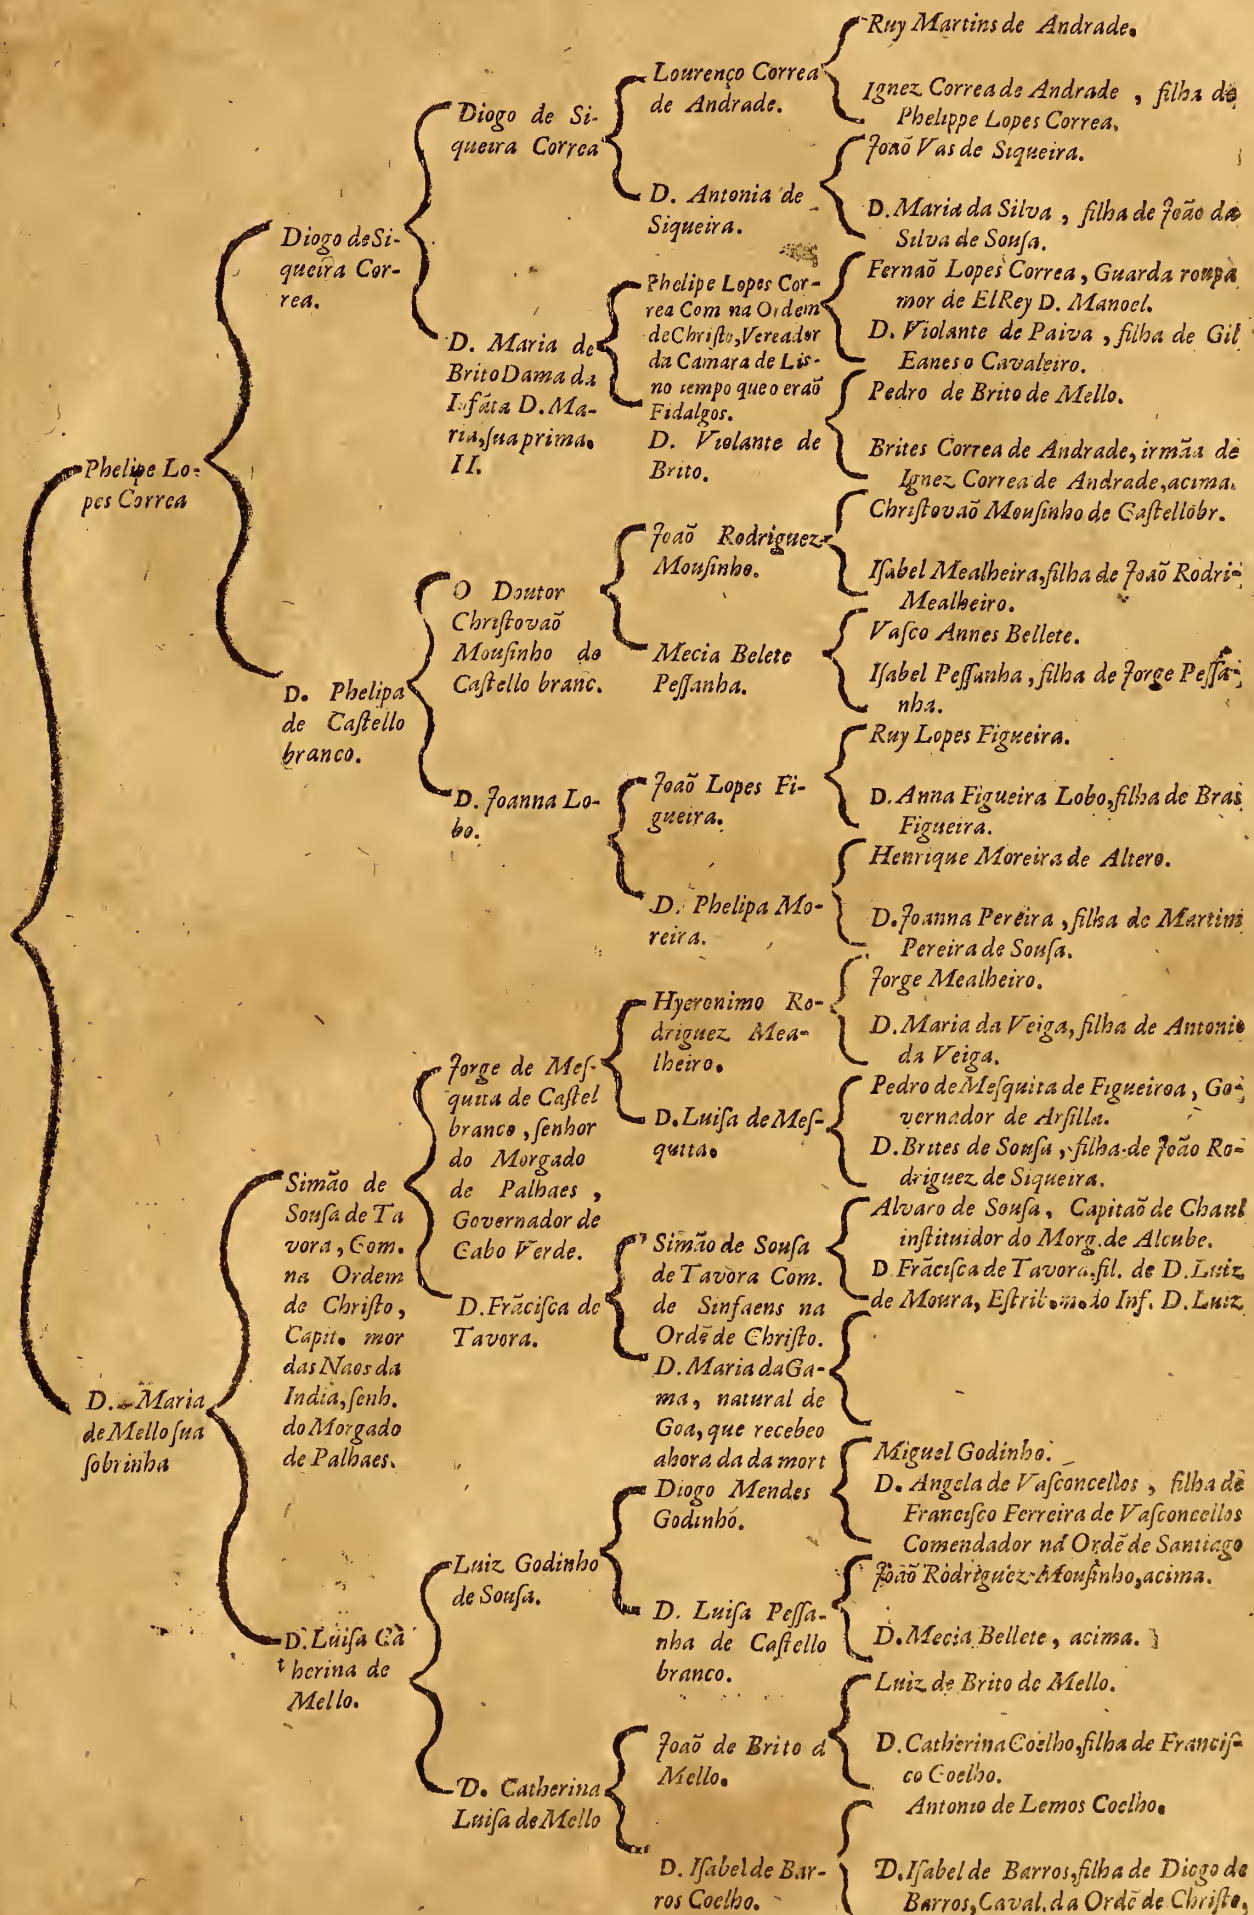 Phelipe Lo-
pes Correa
D. Maria
de Mello ſua
ſobrinha
Diogo de Si-
queira Cor-
rea.
D. Phelipa
de Caſtello
branco.
Simão de
Souſa de Ta
vora, Com.
na Ordem
de Chriſto,
Capit. mor
das Naos da
India, ſenh.
do Morgado
de Palhaes.
D. Luiſa Ca
therina de
Mello.
Diogo de Si-
queira Correa
D. Maria de
Brito Dama da
Infãta D. Ma-
ria, ſua prima.
II.
O Doutor
Chriſtovaõ
Mouſinho de
Caſtello branc.
D. Joanna Lo-
bo.
Jorge de Meſ-
quita de Caſtel
branco, ſenhor
do Morgado
de Palhaes,
Governador de
Cabo Verde.
D. Frãciſca de
Tavora.
Luiz Godinho
de Souſa.
D. Catherina
Luiſa de Mello
Lourenço Correa
de Andrade.
D. Antonia de
Siqueira.
Phelipe Lopes Cor-
rea Com na Ordem
de Chriſto, Vereador
da Camara de Lis-
no tempo que o eraõ
Fidalgos.
D. Violante de
Brito.
Joaõ Rodriguez
Mouſinho.
Mecia Belete
Peſſanha.
Joaõ Lopes Fi-
gueira.
D. Phelipa Mo-
reira.
Hyeronimo Ro-
driguez Mea-
lheiro.
D. Luiſa de Meſ-
quita.
Simão de Souſa
de Tavora Com.
de Sinfaens na
Ordẽ de Chriſto.
D. Maria da Ga-
ma, natural de
Goa, que recebeo
ahora da da mort
Diogo Mendes
Godinho.
D. Luiſa Peſſa-
nha de Caſtello
branco.
Joaõ de Brito d
Mello.
D. Iſabel de Bar-
ros Coelho.
Ruy Martins de Andrade.
Ignez Correa de Andrade, filha de
Phelippe Lopes Correa.
Joaõ Vas de Siqueira.
D. Maria da Silva, filha de João da
Silva de Souſa.
Fernaõ Lopes Correa, Guarda roupa
mor de ElRey D. Manoel.
D. Violante de Paiva, filha de Gil
Eanes o Cavaleiro.
Pedro de Brito de Mello.
Brites Correa de Andrade, irmãa de
Ignez Correa de Andrade, acima.
Chriſtovaõ Mouſinho de Caſtellobr.
Iſabel Mealheira, filha de Joaõ Rodri-
Mealheiro.
Vaſco Annes Bellete.
Iſabel Peſſanha, filha de Jorge Peſſa-
nha.
Ruy Lopes Figueira.
D. Anna Figueira Lobo, filha de Bras
Figueira.
Henrique Moreira de Altero.
D. Joanna Pereira, filha de Martim
Pereira de Souſa.
Jorge Mealheiro.
D. Maria da Veiga, filha de Antonio
da Veiga.
Pedro de Meſquita de Figueiroa, Go-
vernador de Arſilla.
D. Brites de Souſa, filha de João Ro-
driguez de Siqueira.
Alvaro de Souſa, Capitaõ de Chaul
inſtituidor do Morg. de Alcube.
D Frãciſca de Tavora. fil. de D. Luiz
de Moura, Eſtrib. m. do Inf. D. Luiz
Miguel Godinho.
D. Angela de Vaſconcellos, filha de
Franciſco Ferreira de Vaſconcellos
Comendador na Ordẽ de Santiago
Joaõ Rodriguez Mouſinho, acima.
D. Mecia Bellete, acima.
Luiz de Brito de Mello.
D. Catherina Coelho, filha de Franciſ-
co Coelho.
Antonio de Lemos Coelho.
D. Iſabel de Barros, filha de Diogo de
Barros, Caval. da Ordẽ de Chriſto,